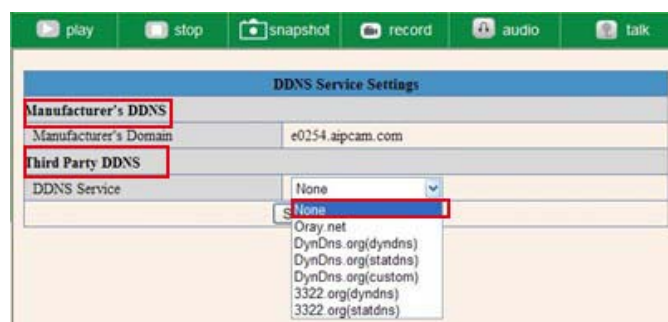 play stop snapshot record audio talk
DDNS Service Settings
Manufacturer's DDNS
Manufacturer's Domain e0254.aipcam.com
Third Party DDNS
DDNS Service None
S
None
Oray.net
DynDns.org(dyndns)
DynDns.org(statdns)
DynDns.org(custom)
3322.org(dyndns)
3322.org(statdns)